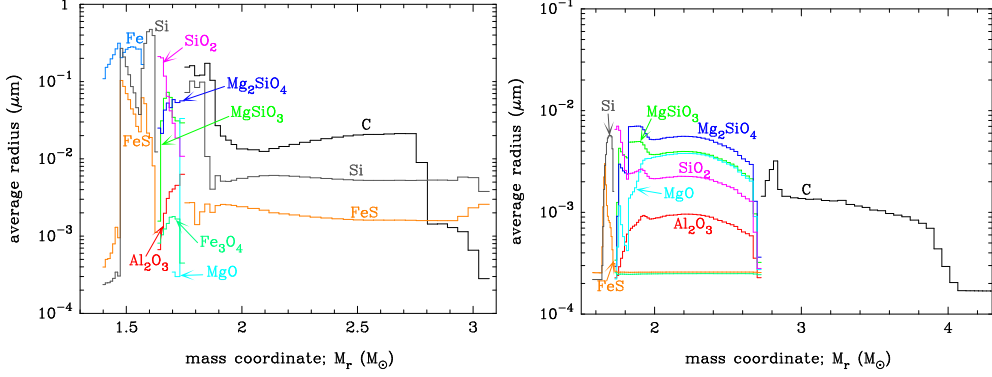 1
10⁻¹
10⁻²
10⁻³
10⁻⁴
average radius (μm)
Fe
Si
SiO₂
Mg₂SiO₄
MgSiO₃
FeS
C
Si
FeS
Fe₃O₄
Al₂O₃
MgO
1.5 2 2.5 3
mass coordinate; Mᵣ (M☉)
10⁻¹
10⁻²
10⁻³
10⁻⁴
average radius (μm)
Si
MgSiO₃
Mg₂SiO₄
SiO₂
MgO
C
Al₂O₃
FeS
2 3 4
mass coordinate; Mᵣ (M☉)